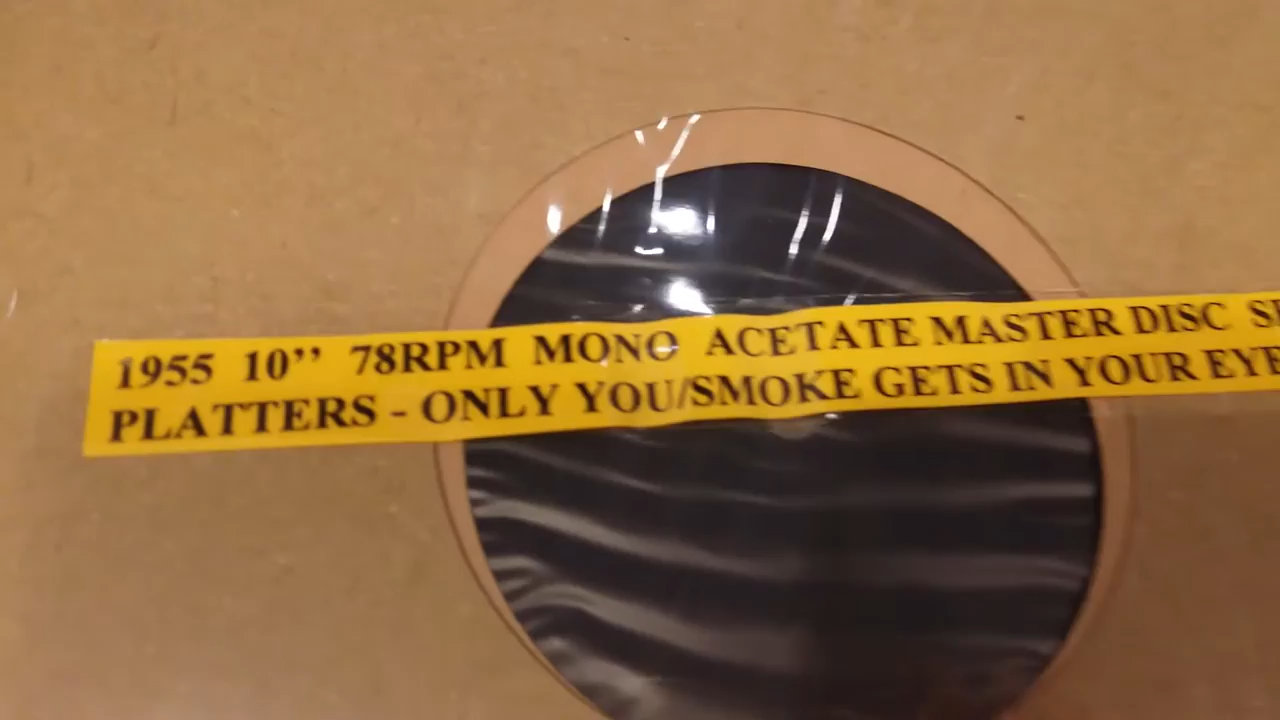 1955 10’’ 78RPM MONO ACETATE MASTER DISC
PLATTERS - ONLY YOU/SMOKE GETS IN YOUR